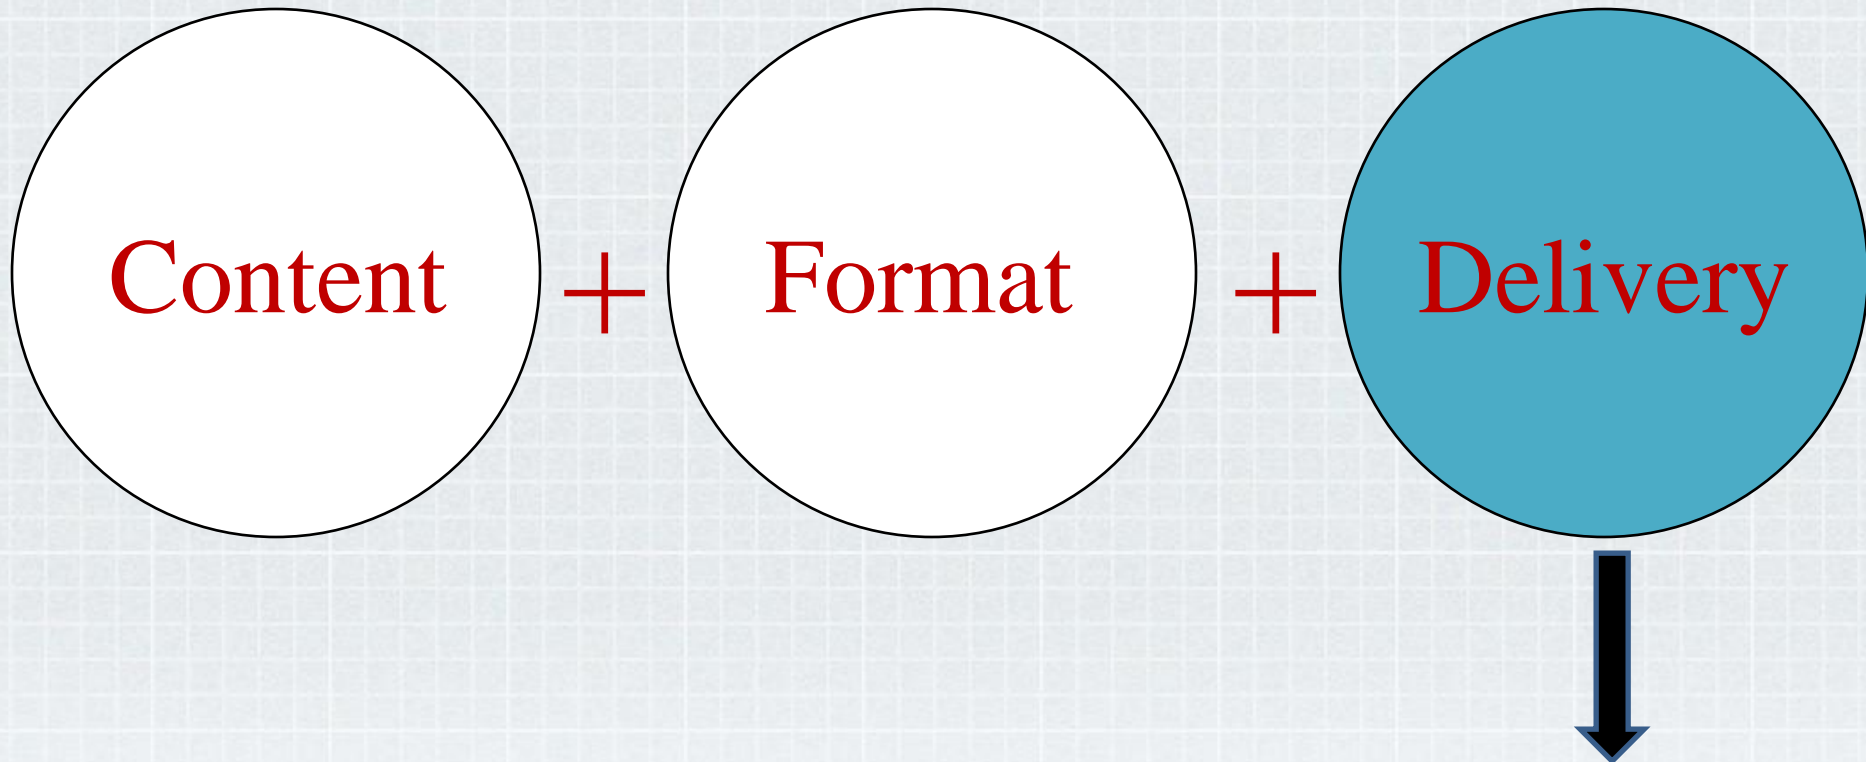 Content + Format + Delivery